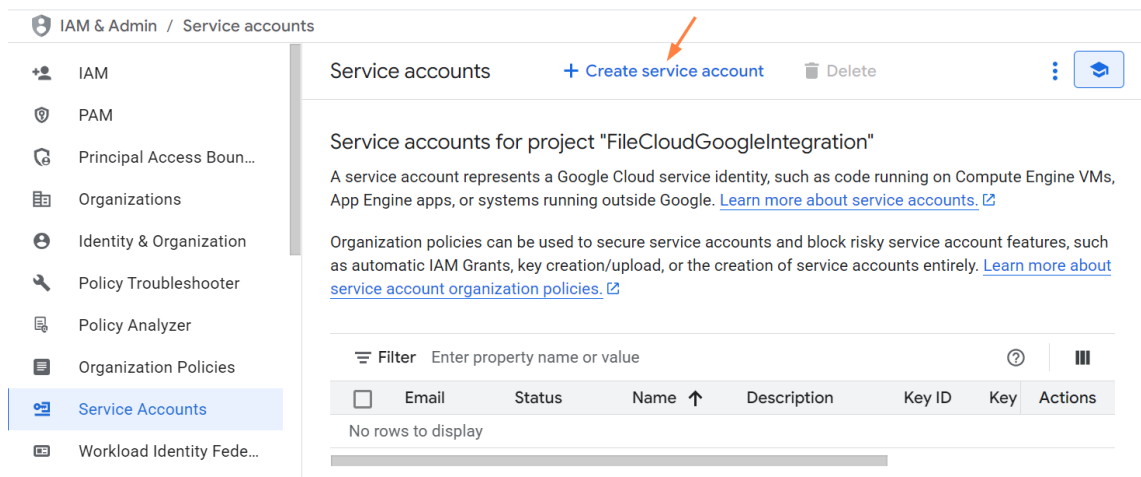 IAM & Admin / Service accounts
IAM
PAM
Principal Access Boun...
Organizations
Identity & Organization
Policy Troubleshooter
Policy Analyzer
Organization Policies
Service Accounts
Workload Identity Fede...
Service accounts
+ Create service account
Delete
Service accounts for project "FileCloudGoogleIntegration"
A service account represents a Google Cloud service identity, such as code running on Compute Engine VMs,
App Engine apps, or systems running outside Google. Learn more about service accounts.
Organization policies can be used to secure service accounts and block risky service account features, such
as automatic IAM Grants, key creation/upload, or the creation of service accounts entirely. Learn more about
service account organization policies.
Filter Enter property name or value
Email Status Name Description Key ID Key Actions
No rows to display